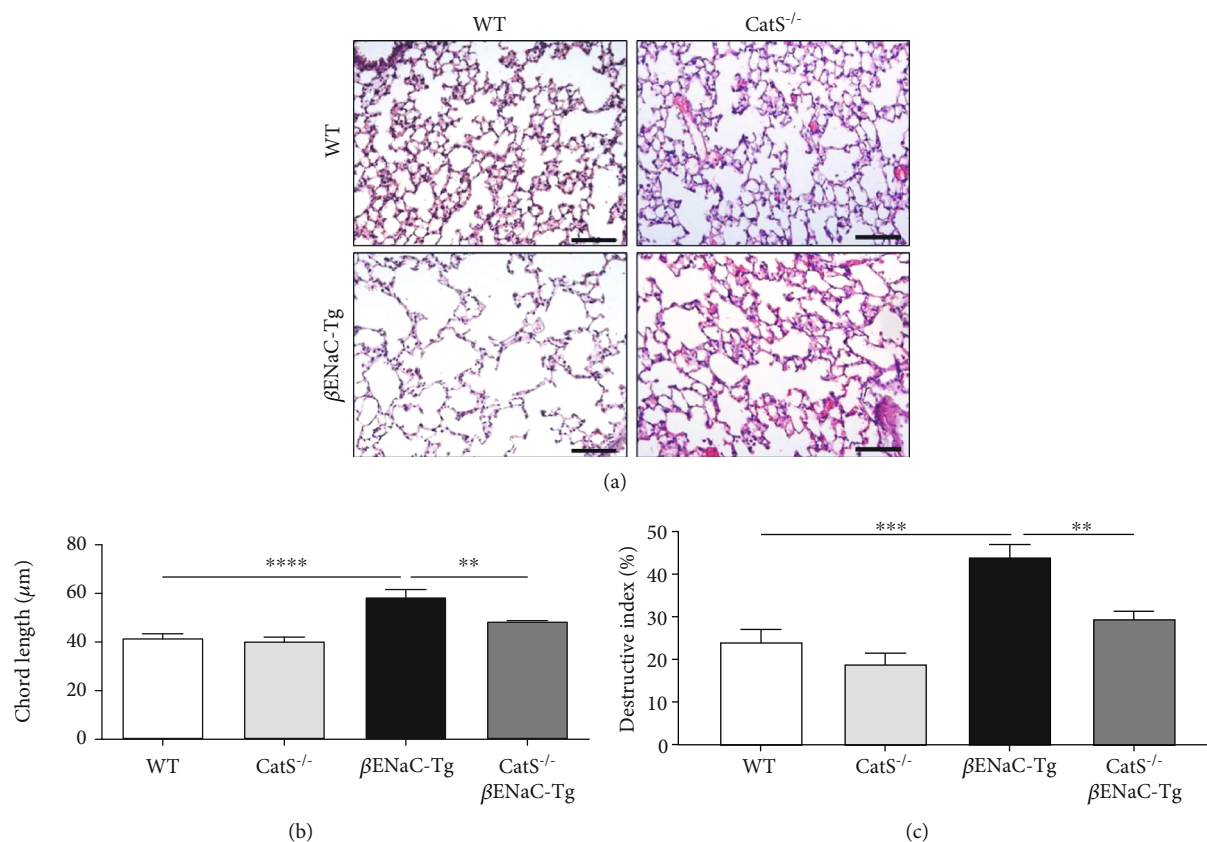 WT CatS-/-
WT
βENaC-Tg
(a)
Chord length (μm)
80
60
40
20
0
**** **
WT CatS-/- βENaC-Tg CatS-/-
βENaC-Tg
(b)
Destructive index (%)
50
40
30
20
10
0
*** **
WT CatS-/- βENaC-Tg CatS-/-
βENaC-Tg
(c)